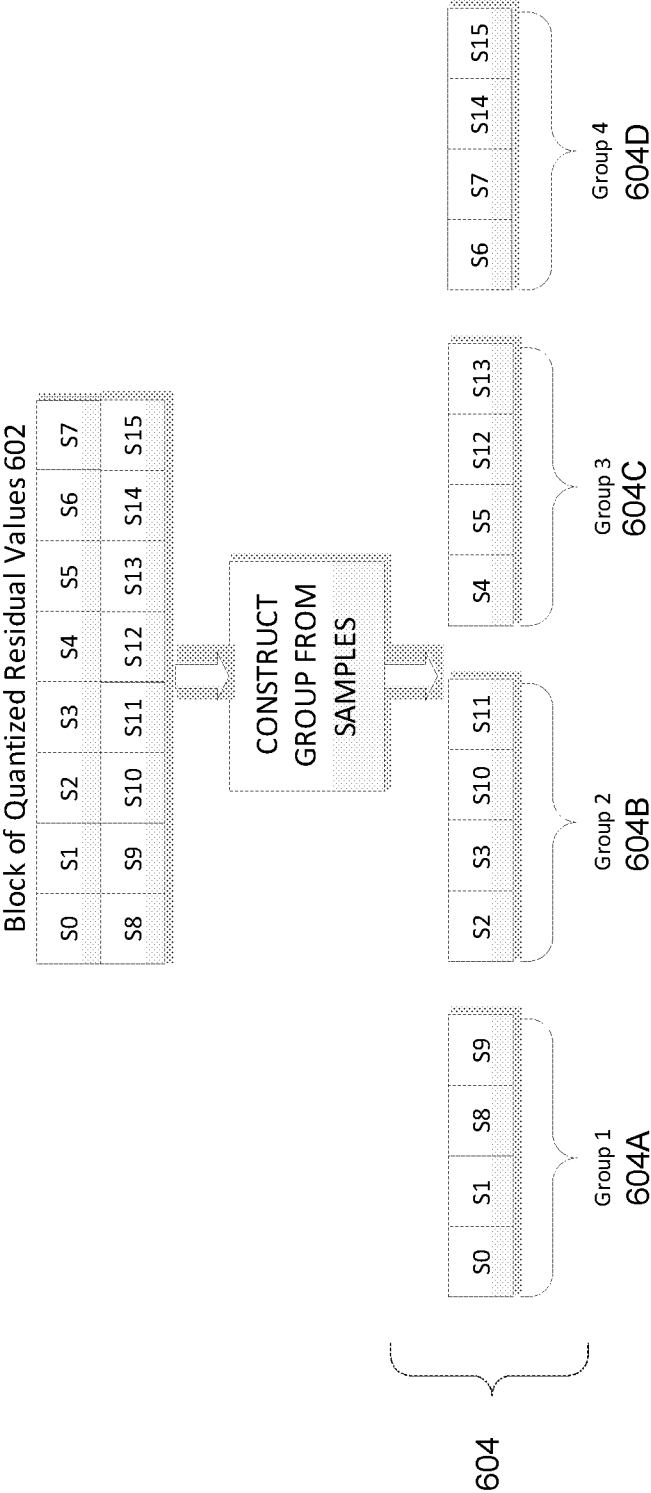 Block of Quantized Residual Values 602
S0 S1 S2 S3 S4 S5 S6 S7
S8 S9 S10 S11 S12 S13 S14 S15
CONSTRUCT
GROUP FROM
SAMPLES
604
S0 S1 S8 S9
Group 1
604A
S2 S3 S10 S11
Group 2
604B
S4 S5 S12 S13
Group 3
604C
S6 S7 S14 S15
Group 4
604D